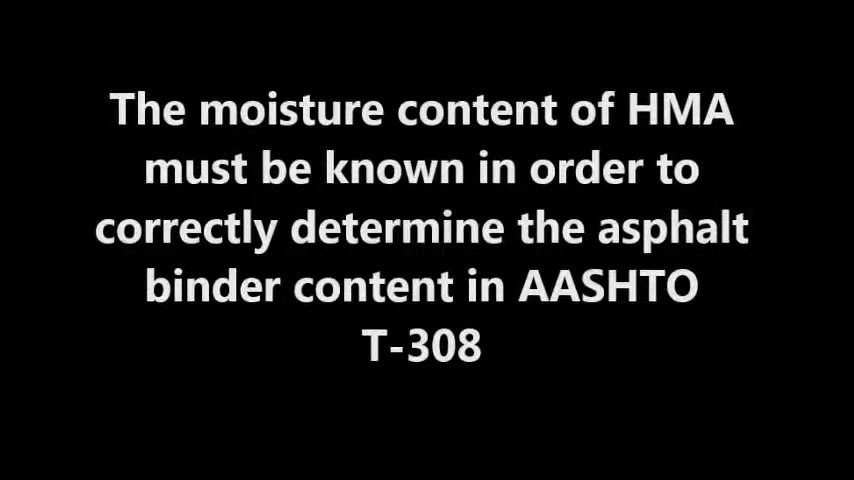 The moisture content of HMA
must be known in order to
correctly determine the asphalt
binder content in AASHTO
T-308